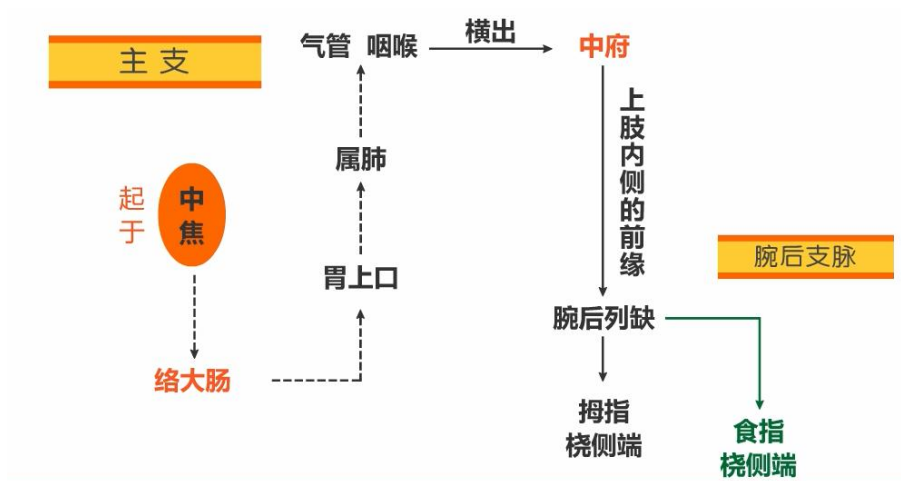 主支
起于
中焦
络大肠
胃上口
属肺
气管 咽喉
横出
中府
上肢内侧的前缘
腕后列缺
拇指
桡侧端
腕后支脉
食指
桡侧端